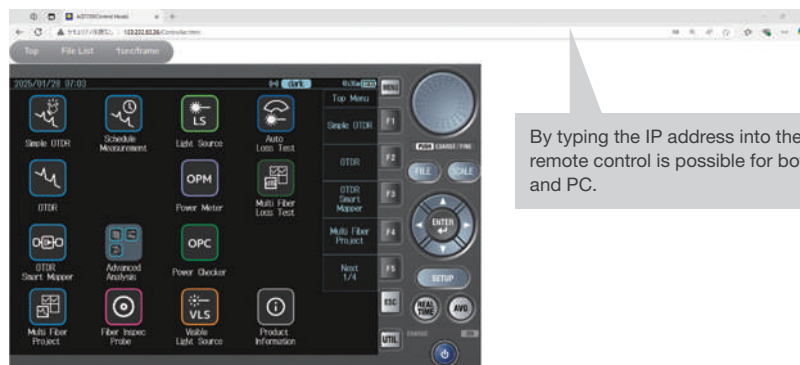 Top File List 1sec/frame
2025/01/28 07:03
dark
Top Menu
MENU
Simple OTDR
Schedule
Measurement
LS
Light Source
Auto
Loss Test
Simple OTDR
F1
PUSH COARSE / FINE
OTDR
OPM
Power Meter
Multi Fiber
Loss Test
OTDR
F2
FILE
SCALE
OTDR
Smart
Mapper
F3
OTDR
Smart Mapper
Advanced
Analysis
OPC
Power Checker
Multi Fiber
Project
F4
ENTER
Next
1/4
F5
SETUP
Multi Fiber
Project
Fiber Inspec
Probe
VLS
Visible
Light Source
Product
Information
ESC
REAL
TIME
AVG
UTIL
ON
By typing the IP address into the
remote control is possible for bo
and PC.